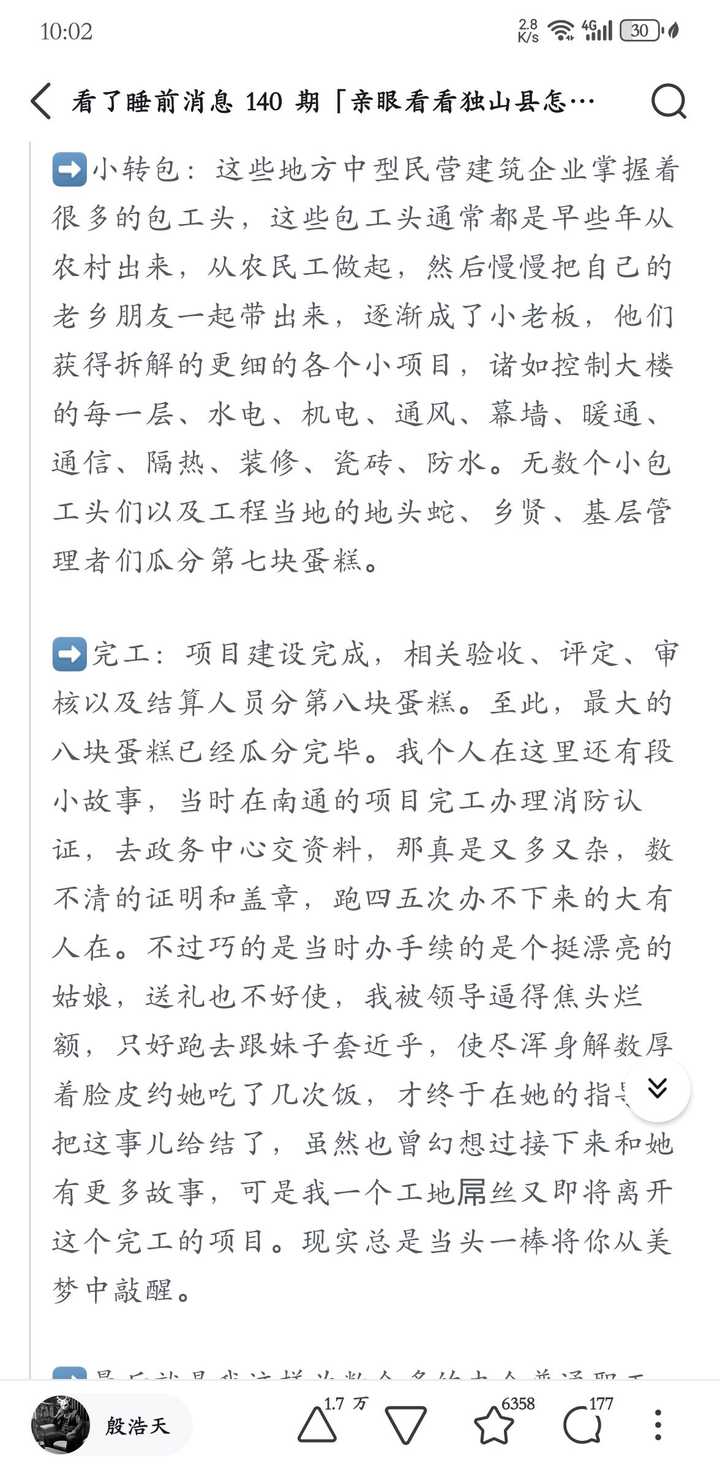 10:02
2.8 K/s 4G 30
看了睡前消息 140 期「亲眼看看独山县怎…
➡小转包：这些地方中型民营建筑企业掌握着
很多的包工头，这些包工头通常都是早些年从
农村出来，从农民工做起，然后慢慢把自己的
老乡朋友一起带出来，逐渐成了小老板，他们
获得拆解的更细的各个小项目，诸如控制大楼
的每一层、水电、机电、通风、幕墙、暖通、
通信、隔热、装修、瓷砖、防水。无数个小包
工头们以及工程当地的地头蛇、乡贤、基层管
理者们瓜分第七块蛋糕。
➡完工：项目建设完成，相关验收、评定、审
核以及结算人员分第八块蛋糕。至此，最大的
八块蛋糕已经瓜分完毕。我个人在这里还有段
小故事，当时在南通的项目完工办理消防认
证，去政务中心交资料，那真是又多又杂，数
不清的证明和盖章，跑四五次办不下来的大有
人在。不过巧的是当时办手续的是个挺漂亮的
姑娘，送礼也不好使，我被领导逼得焦头烂
额，只好跑去跟妹子套近乎，使尽浑身解数厚
着脸皮约她吃了几次饭，才终于在她的指
把这事儿给结了，虽然也曾幻想过接下来和她
有更多故事，可是我一个工地屌丝又即将离开
这个完工的项目。现实总是当头一棒将你从美
梦中敲醒。
殷浩天
1.7 万
6358
177